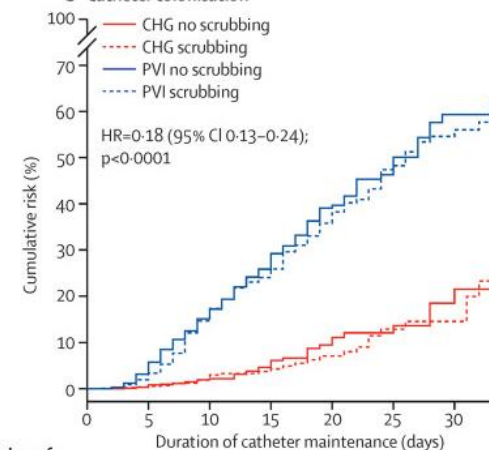 100
CHG no scrubbing
CHG scrubbing
PVI no scrubbing
PVI scrubbing
70
60
HR=0·18 (95% CI 0·13–0·24);
p<0·0001
50
40
30
20
10
0
Cumulative risk (%)
0 5 10 15 20 25 30
Duration of catheter maintenance (days)